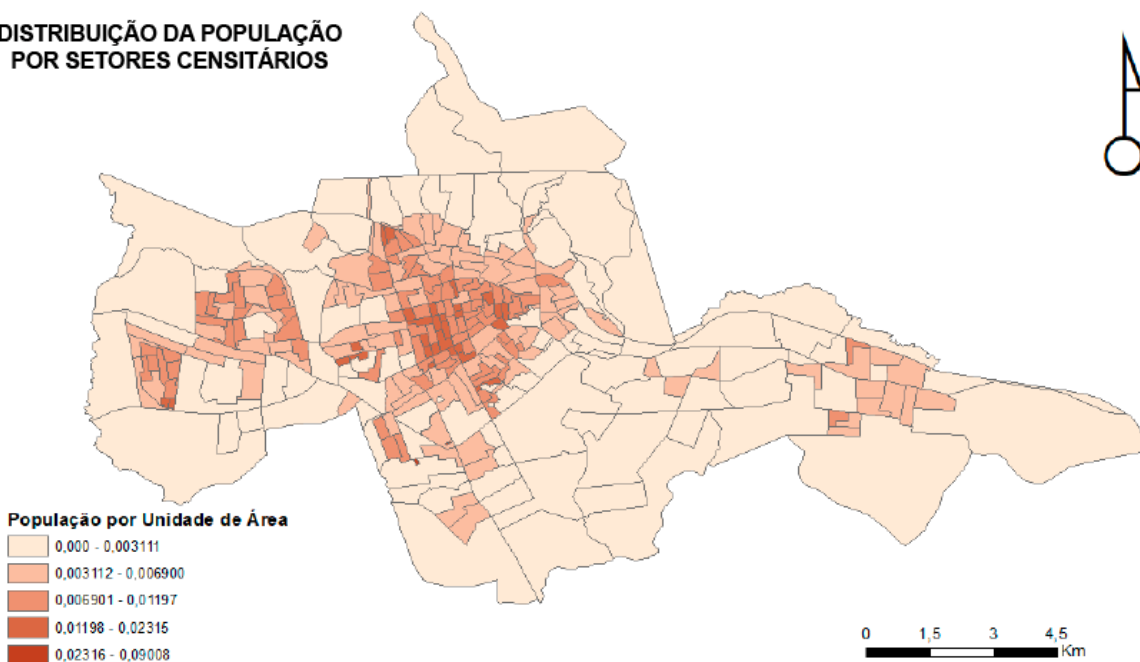 DISTRIBUIÇÃO DA POPULAÇÃO
POR SETORES CENSITÁRIOS
População por Unidade de Área
0,000 - 0,003111
0,003112 - 0,006900
0,006901 - 0,01197
0,01198 - 0,02315
0,02316 - 0,09008
0 1,5 3 4,5
Km